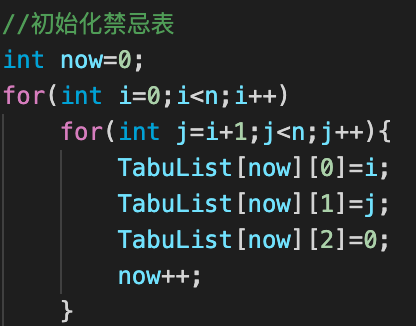 //初始化禁忌表
int now=0;
for(int i=0;i<n;i++)
    for(int j=i+1;j<n;j++){
        TabuList[now][0]=i;
        TabuList[now][1]=j;
        TabuList[now][2]=0;
        now++;
    }